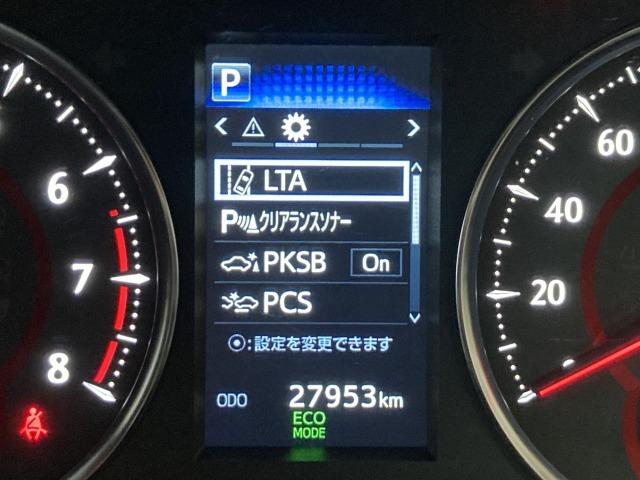 P
LTA
Pクリアランスソナー
PKSB On
PCS
:設定を変更できます
ODO 27953km
ECO
MODE
6
7
8
60
40
20